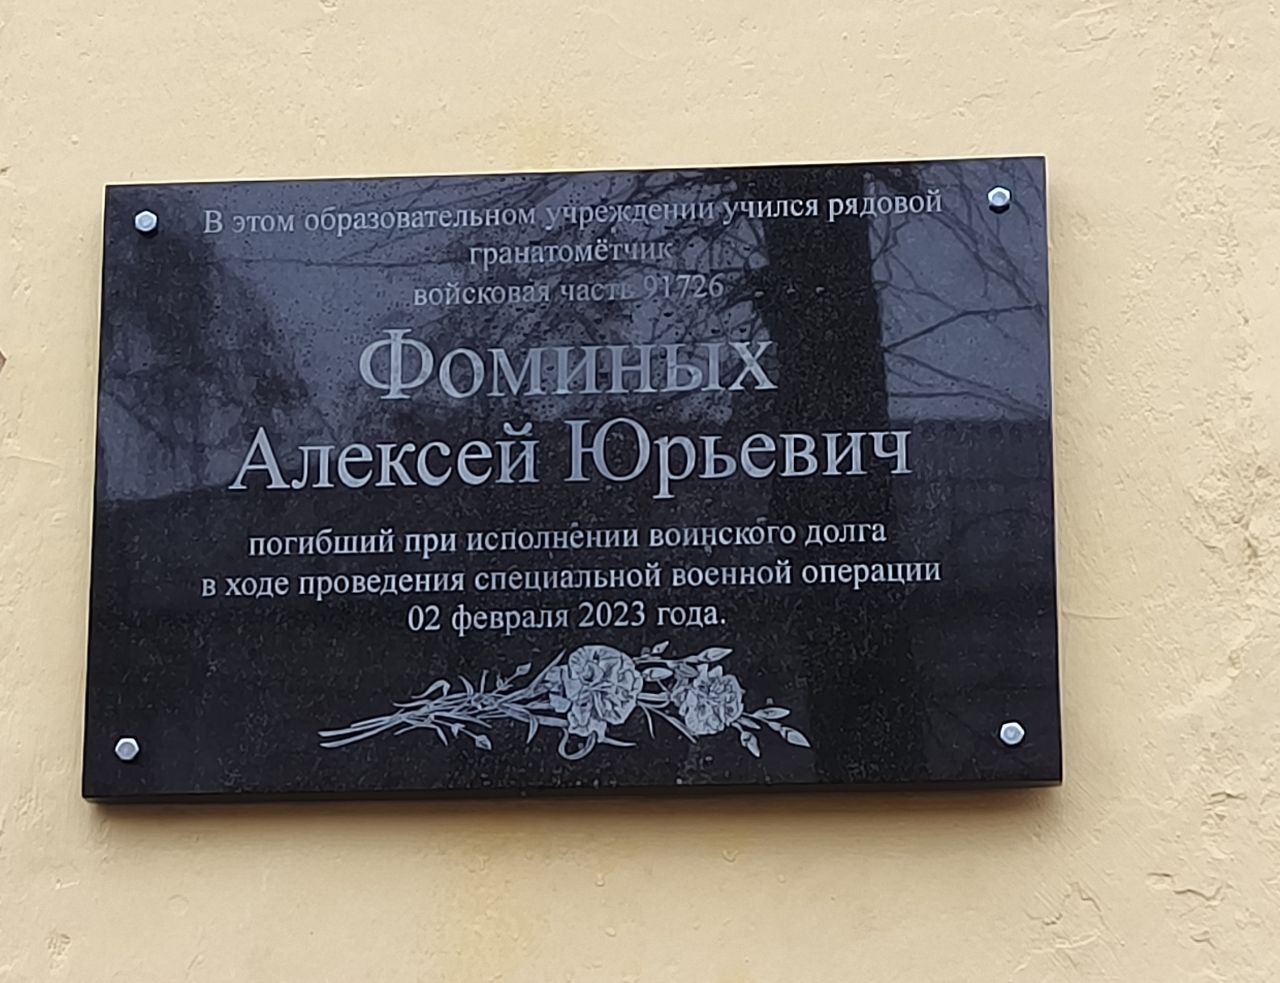 В этом образовательном учреждении учился рядовой
гранатомётчик
войсковая часть 91726
Фоминых
Алексей Юрьевич
погибший при исполнении воинского долга
в ходе проведения специальной военной операции
02 февраля 2023 года.